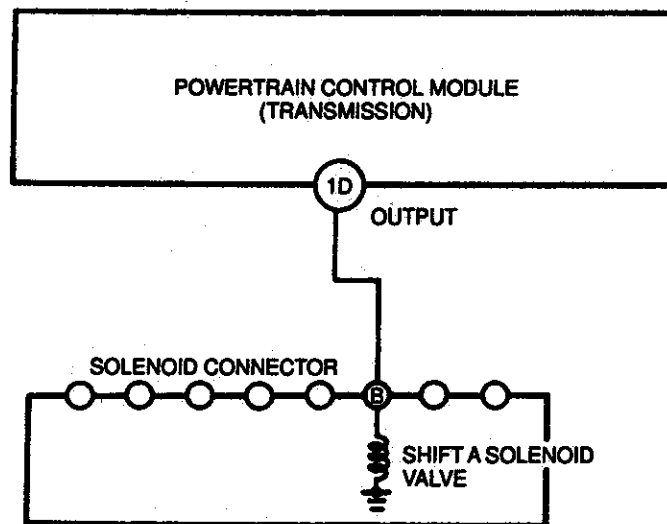 POWERTRAIN CONTROL MODULE
(TRANSMISSION)
1D
OUTPUT
SOLENOID CONNECTOR
B
SHIFT A SOLENOID
VALVE